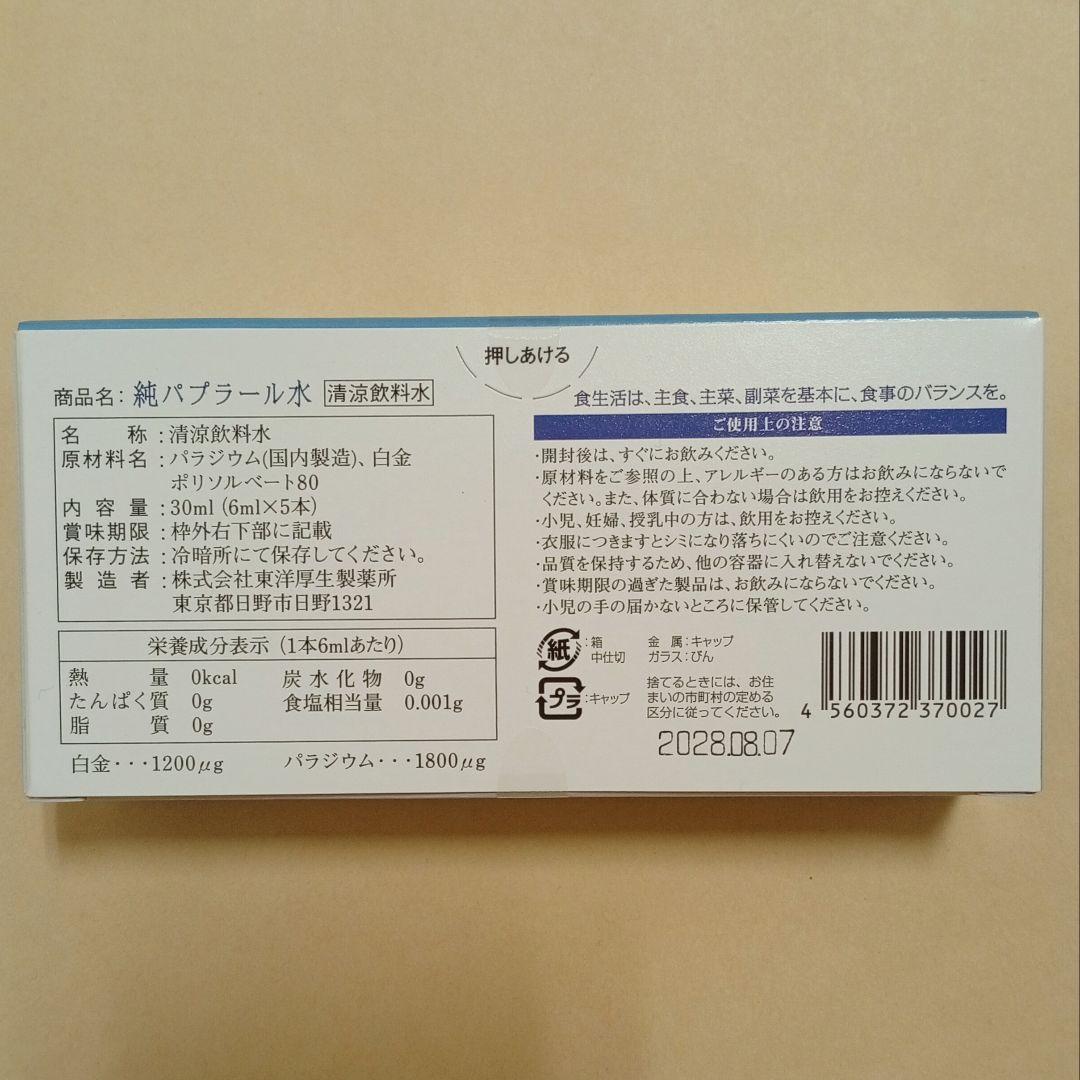 押しあける
商品名: 純パプラール水 清涼飲料水
名称:清涼飲料水
原材料名:パラジウム(国内製造)、白金
ポリソルベート80
内容量:30ml (6ml×5本)
賞味期限:枠外右下部に記載
保存方法:冷暗所にて保存してください。
製造者:株式会社東洋厚生製薬所
東京都日野市日野1321
栄養成分表示 (1本6mlあたり)
熱量 0kcal 炭水化物 0g
たんぱく質 0g 食塩相当量 0.001g
脂質 0g
白金・・・1200μg パラジウム・・・1800μg
食生活は、主食、主菜、副菜を基本に、食事のバランスを。
ご使用上の注意
・開封後は、すぐにお飲みください。
・原材料をご参照の上、アレルギーのある方はお飲みにならないで
ください。また、体質に合わない場合は飲用をお控えください。
・小児、妊婦、授乳中の方は、飲用をお控えください。
・衣服につきますとシミになり落ちにくいのでご注意ください。
・品質を保持するため、他の容器に入れ替えないでください。
・賞味期限の過ぎた製品は、お飲みにならないでください。
・小児の手の届かないところに保管してください。
紙 :箱
中仕切
プラ :キャップ
金属:キャップ
ガラス:びん
捨てるときには、お住
まいの市町村の定める
区分に従ってください。
4 560372 370027
2028.08.07